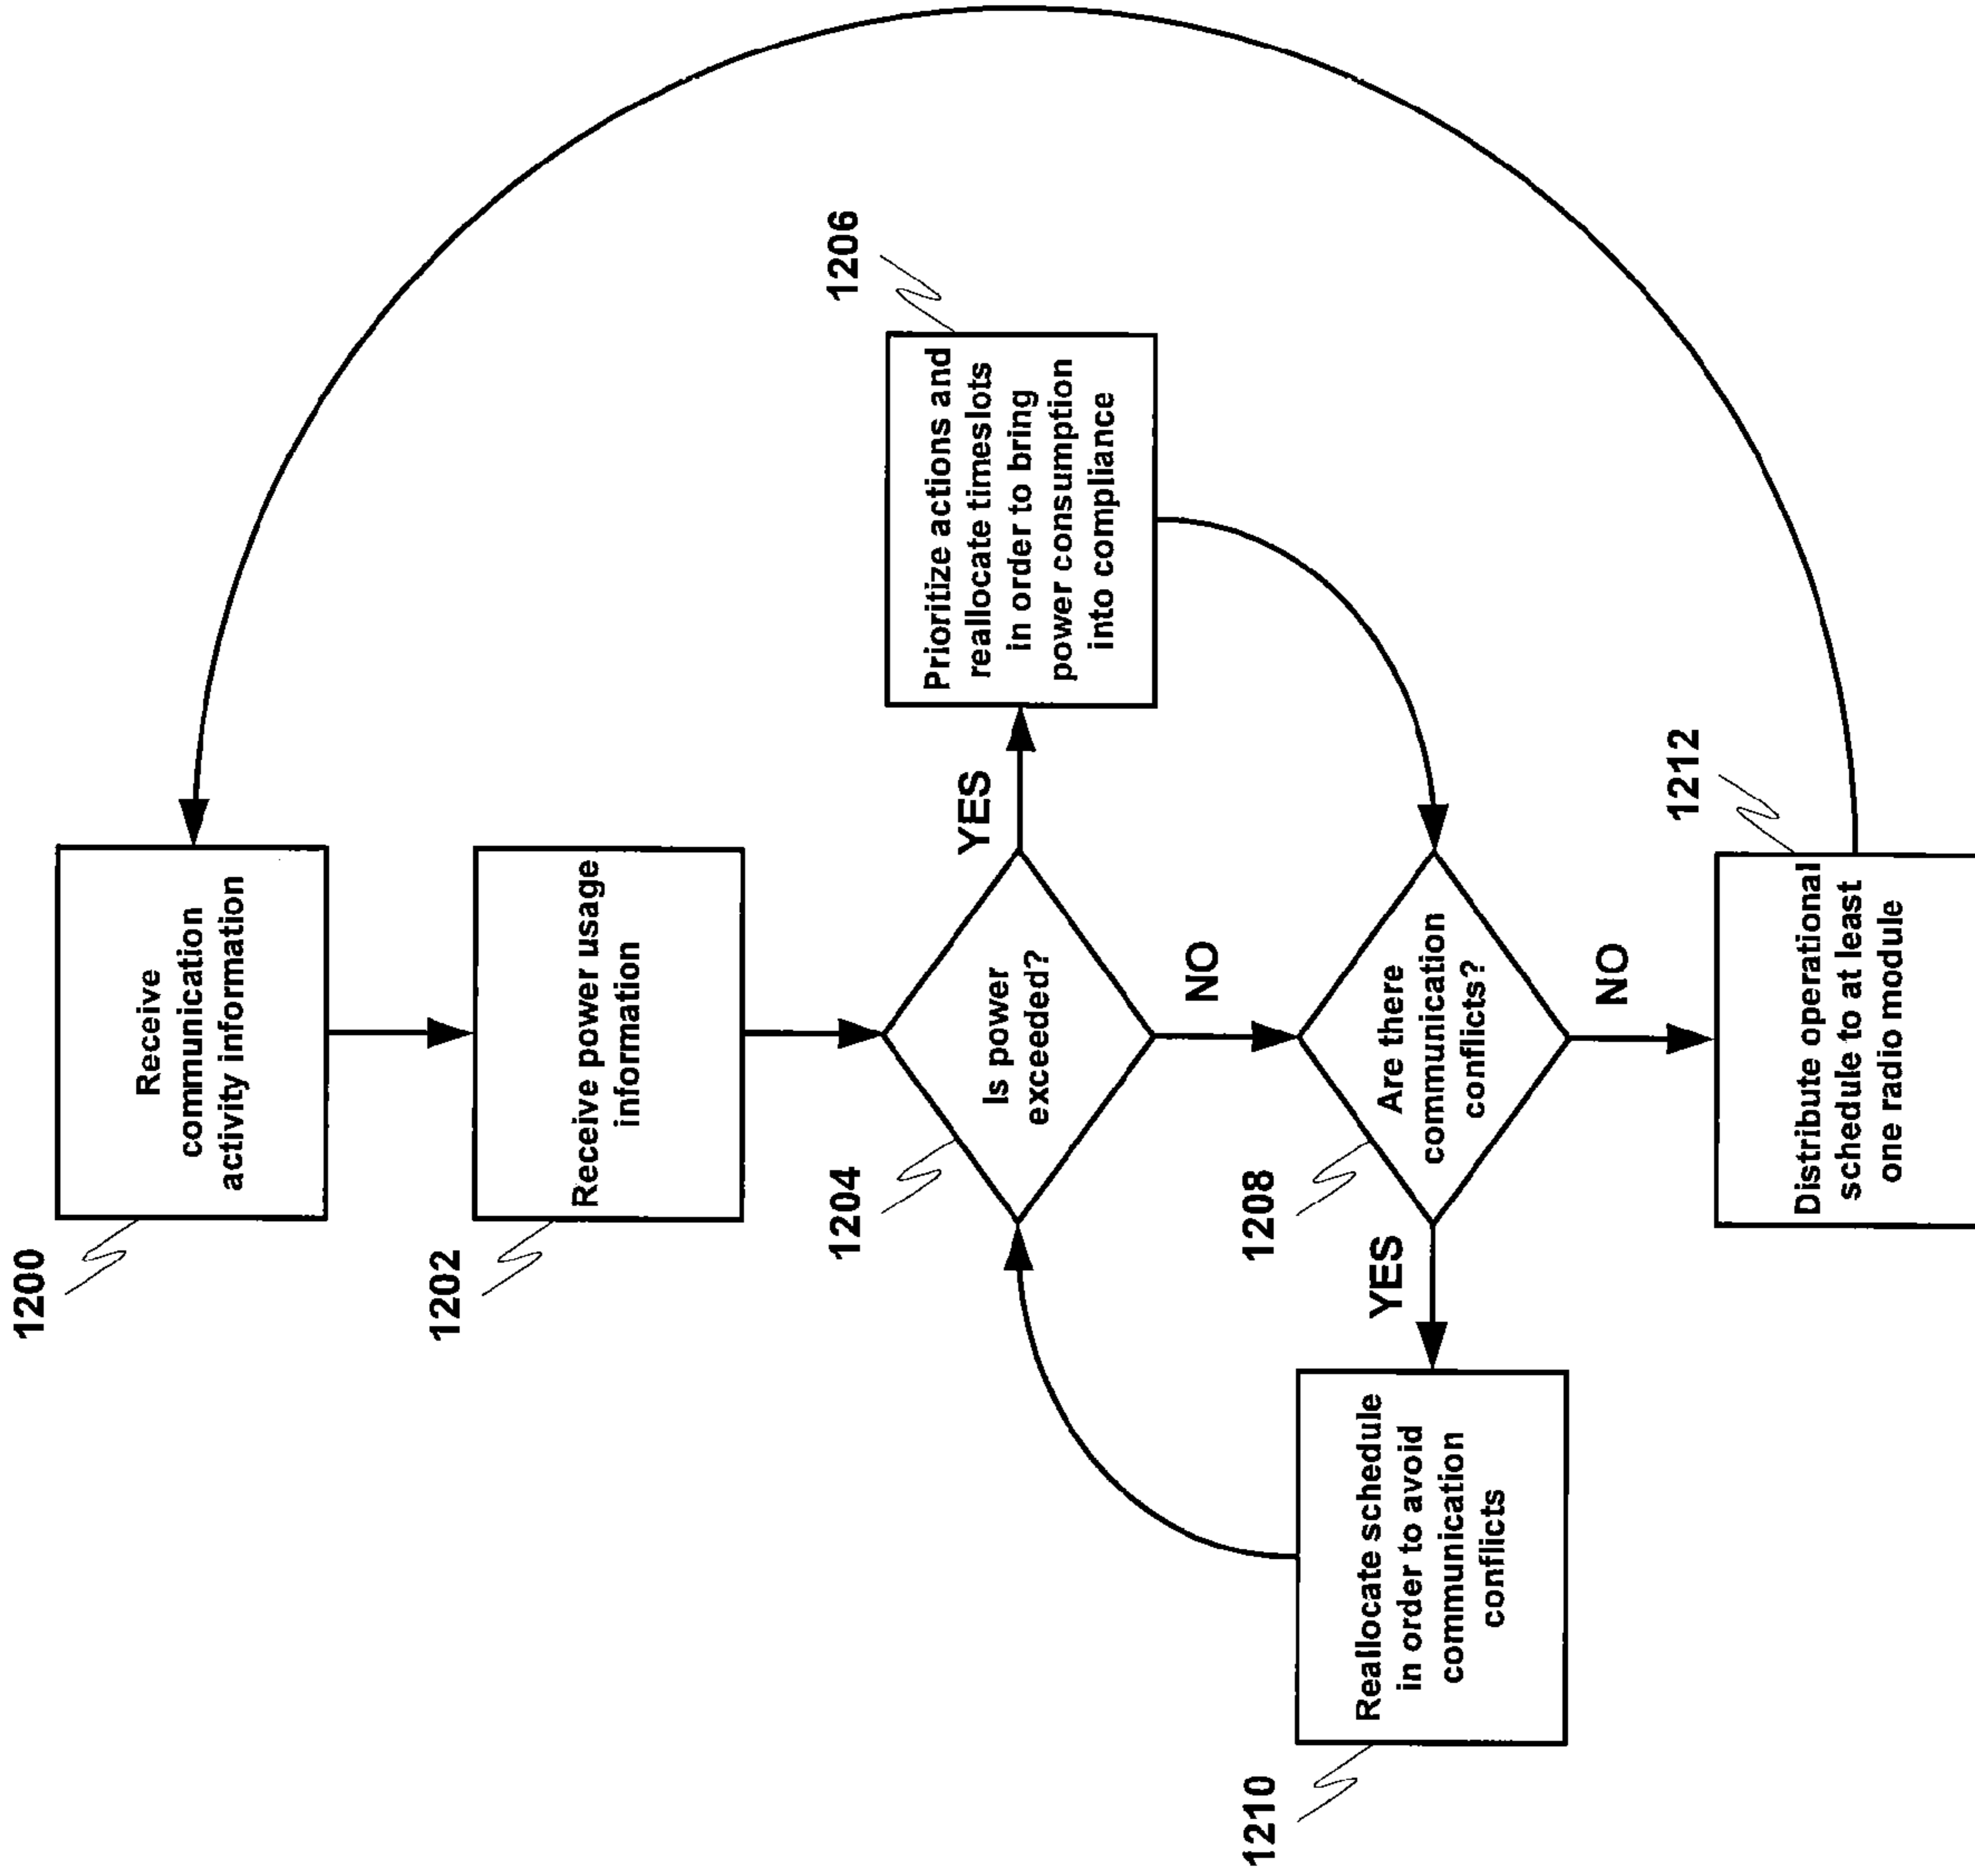 1200
Receive
communication
activity information
1202
Receive power usage
information
1204
Is power
exceeded?
YES
NO
1206
Prioritize actions and
reallocate timeslots
in order to bring
power consumption
into compliance
1208
Are there
communication
conflicts?
YES
NO
1210
Reallocate schedule
in order to avoid
communication
conflicts
1212
Distribute operational
schedule to at least
one radio module